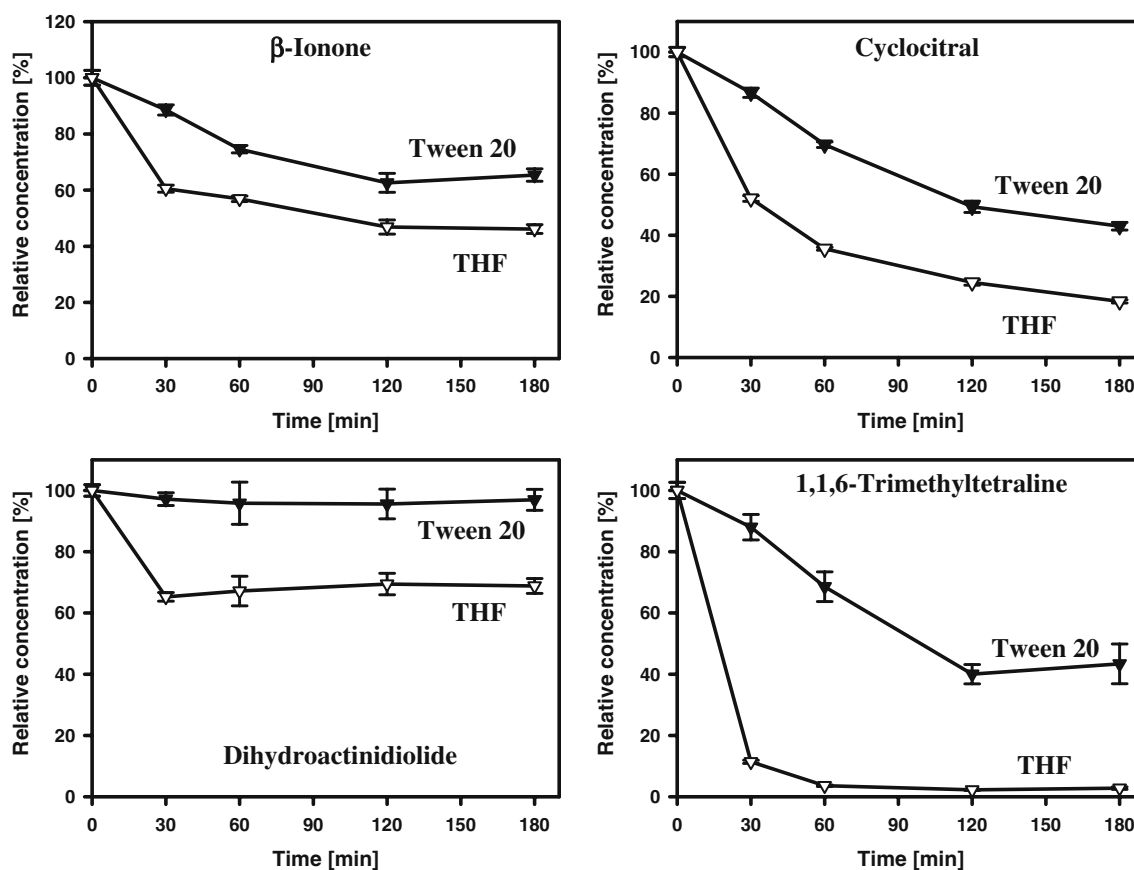 β-Ionone
Relative concentration [%]
120
100
80
60
40
20
0
Tween 20
THF
0 30 60 90 120 150 180
Time [min]
Cyclocitral
Relative concentration [%]
100
80
60
40
20
0
Tween 20
THF
0 30 60 90 120 150 180
Time [min]
Relative concentration [%]
100
80
60
40
20
0
Tween 20
THF
Dihydroactinidiolide
0 30 60 90 120 150 180
Time [min]
1,1,6-Trimethyltetraline
Relative concentration [%]
100
80
60
40
20
0
Tween 20
THF
0 30 60 90 120 150 180
Time [min]